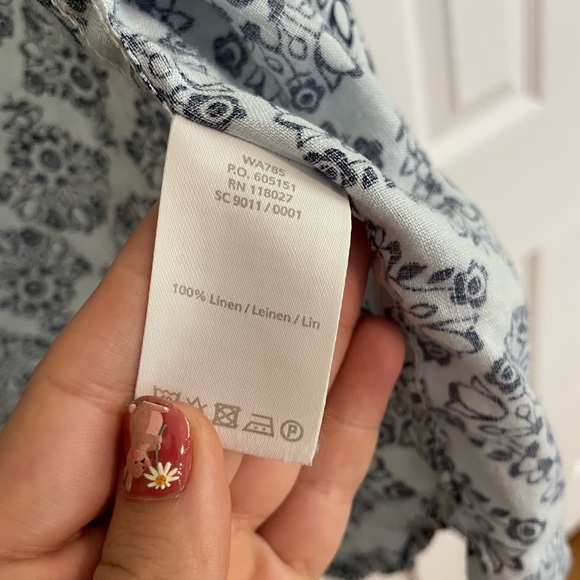 WA785
P.O. 605151
RN 118027
SC 9011 / 0001
100% Linen / Leinen / Lin